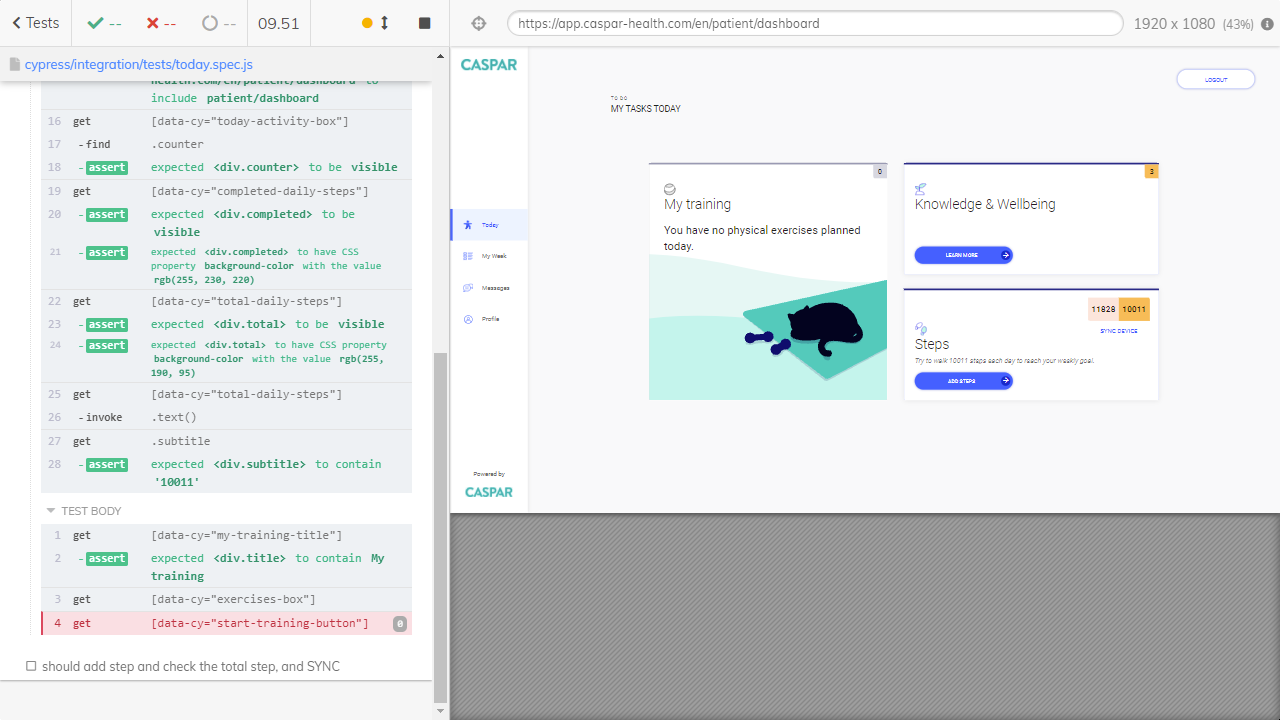 Tests
--
--
--
09.51
https://app.caspar-health.com/en/patient/dashboard
1920 x 1080 (43%)
cypress/integration/tests/today.spec.js
health.com/en/patient/dashboard to
include patient/dashboard
16 get [data-cy="today-activity-box"]
17 -find .counter
18 -assert expected <div.counter> to be visible
19 get [data-cy="completed-daily-steps"]
20 -assert expected <div.completed> to be
visible
21 -assert expected <div.completed> to have CSS
property background-color with the value
rgb(255, 230, 220)
22 get [data-cy="total-daily-steps"]
23 -assert expected <div.total> to be visible
24 -assert expected <div.total> to have CSS property
background-color with the value rgb(255,
190, 95)
25 get [data-cy="total-daily-steps"]
26 -invoke .text()
27 get .subtitle
28 -assert expected <div.subtitle> to contain
'10011'
TEST BODY
1 get [data-cy="my-training-title"]
2 -assert expected <div.title> to contain My
training
3 get [data-cy="exercises-box"]
4 get [data-cy="start-training-button"] 0
should add step and check the total step, and SYNC
CASPAR
Today
My Week
Messages
Profile
Powered by
CASPAR
LOGOUT
TO DO
MY TASKS TODAY
0
My training
You have no physical exercises planned
today.
3
Knowledge & Wellbeing
LEARN MORE
11828 10011
SYNC DEVICE
Steps
Try to walk 10011 steps each day to reach your weekly goal.
ADD STEPS